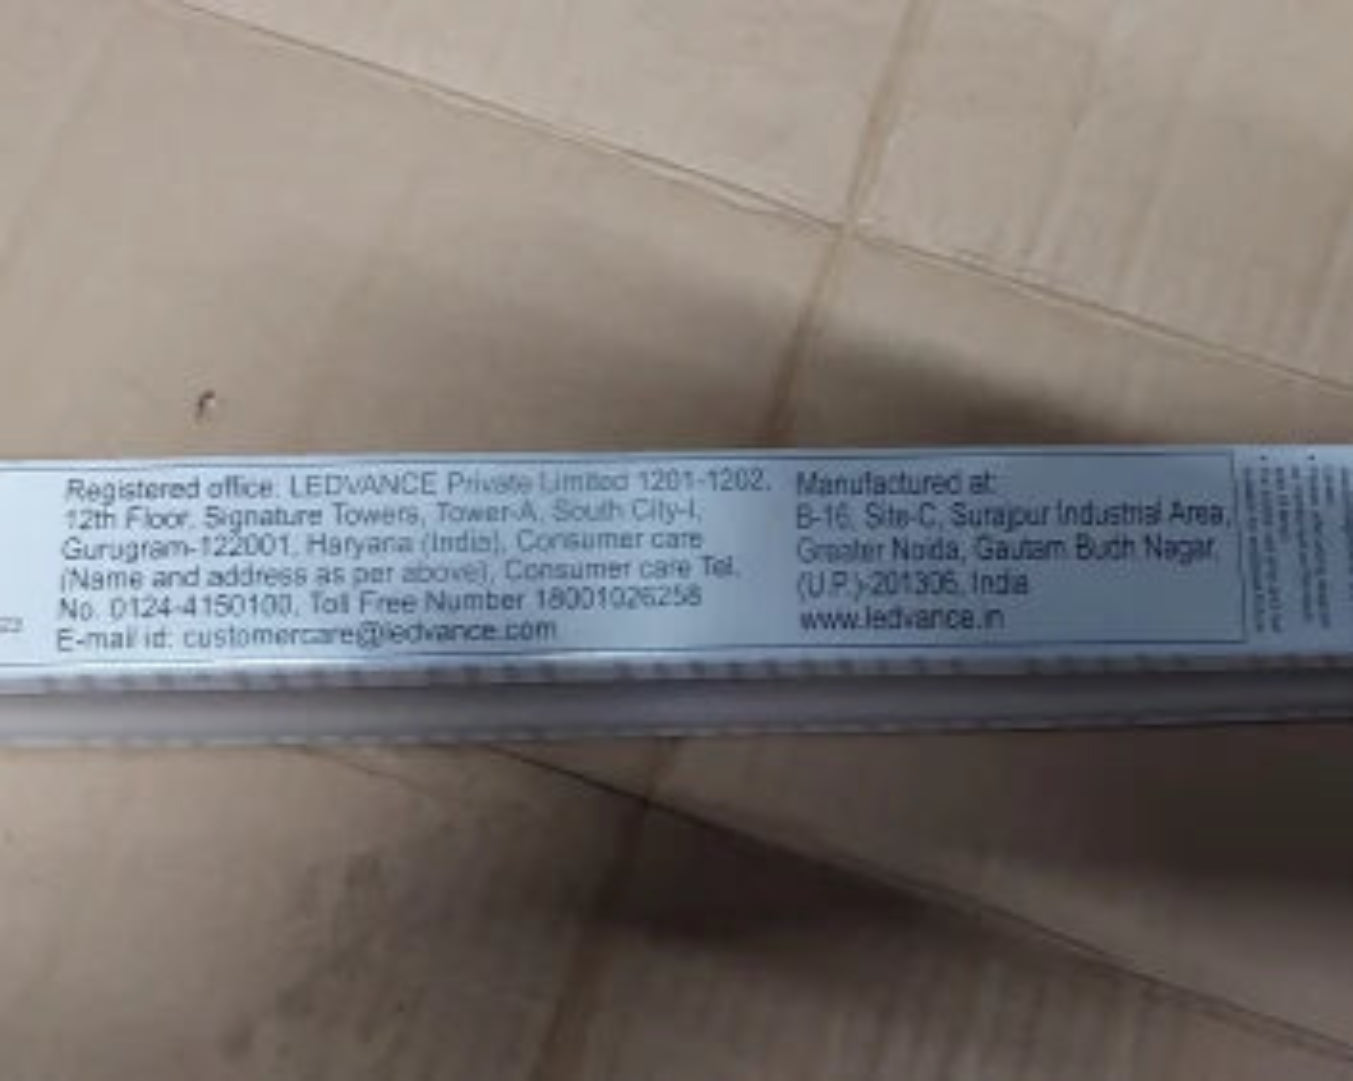 Registered office: LEDVANCE Private Limited 1201-1202,
12th Floor, Signature Towers, Tower-A, South City-I,
Gurugram-122001, Haryana (India), Consumer care
(Name and address as per above), Consumer care Tel.
No. 0124-4150100, Toll Free Number 18001026258
E-mail id: customercare@ledvance.com
Manufactured at:
B-16, Site-C, Surajpur Industrial Area,
Greater Noida, Gautam Budh Nagar,
(U.P.)-201306, India
www.ledvance.in